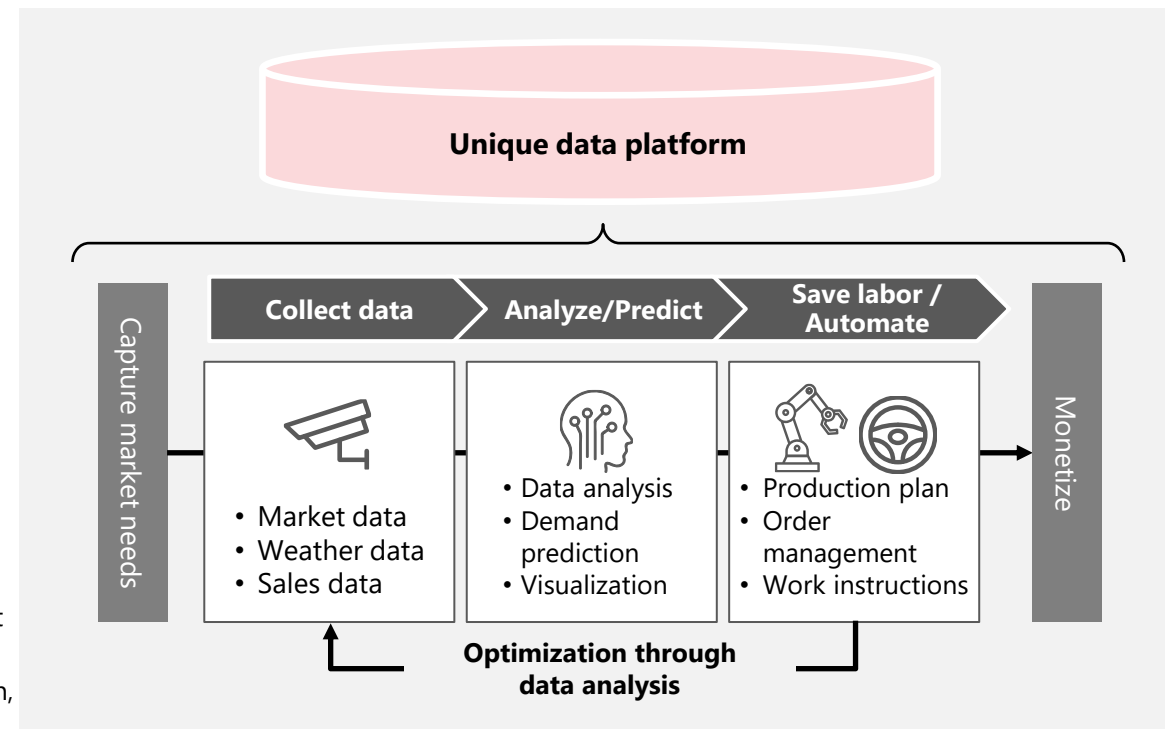 Unique data platform
Capture market needs
Collect data
Analyze/Predict
Save labor /
Automate
• Market data
• Weather data
• Sales data
• Data analysis
• Demand
prediction
• Visualization
• Production plan
• Order
management
• Work instructions
Monetize
Optimization through
data analysis